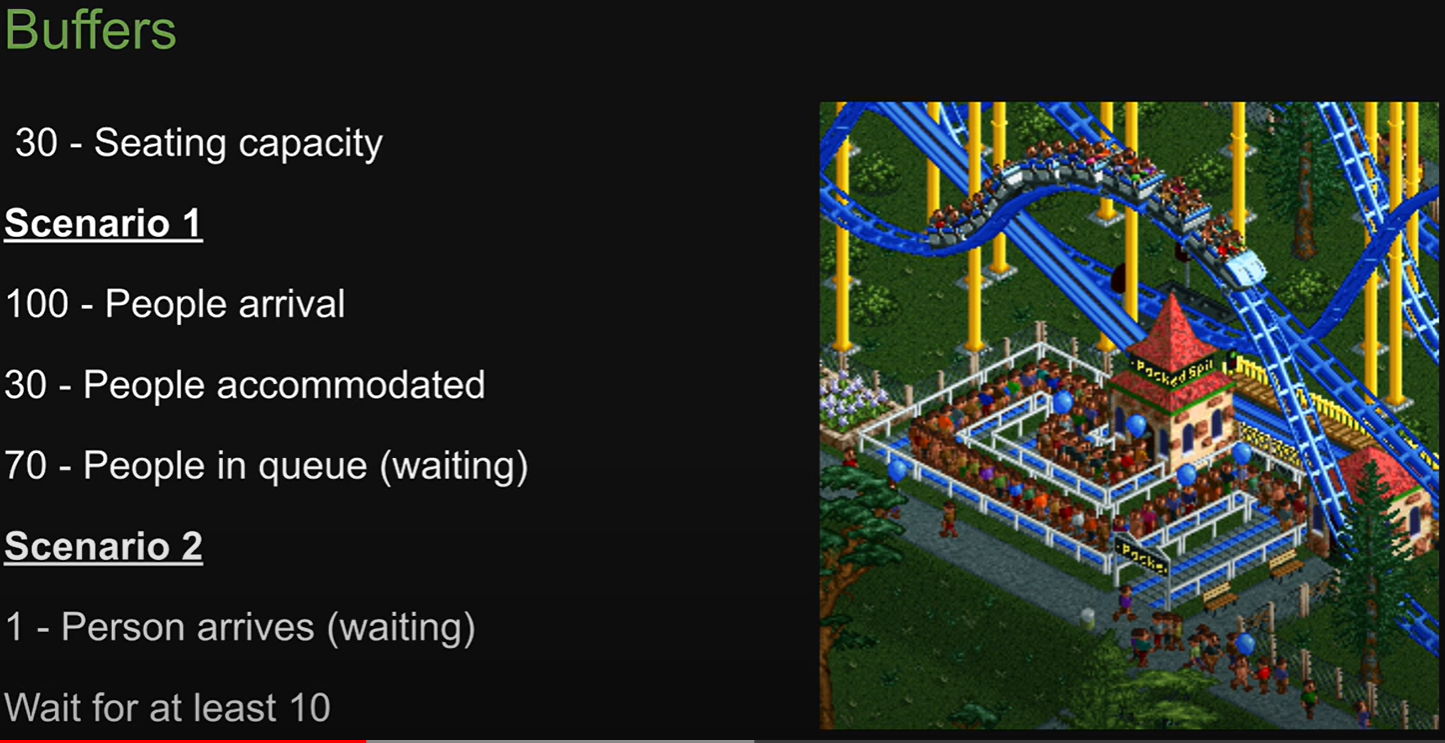 Buffers
30 - Seating capacity
Scenario 1
100 - People arrival
30 - People accommodated
70 - People in queue (waiting)
Scenario 2
1 - Person arrives (waiting)
Wait for at least 10
Packed Spit
Packe